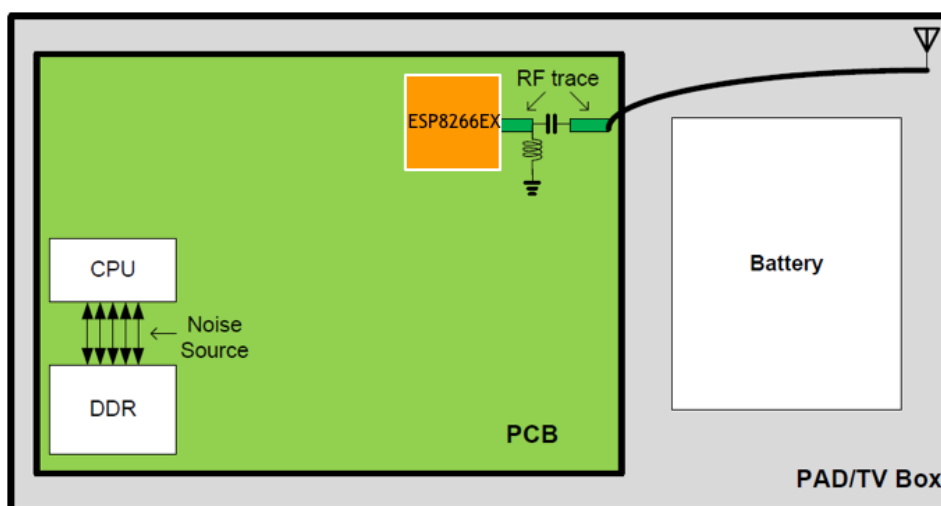 RF trace
ESP8266EX
CPU
Noise
Source
DDR
Battery
PCB
PAD/TV Box